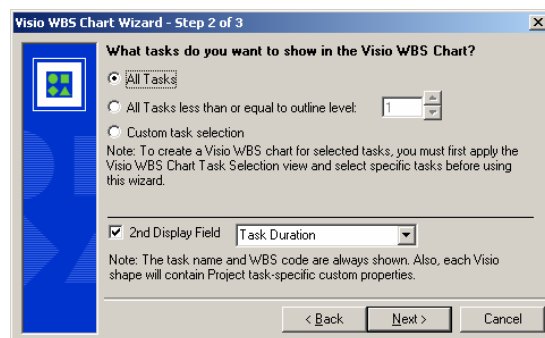 Visio WBS Chart Wizard - Step 2 of 3
What tasks do you want to show in the Visio WBS Chart?
All Tasks
All Tasks less than or equal to outline level: 1
Custom task selection
Note: To create a Visio WBS chart for selected tasks, you must first apply the
Visio WBS Chart Task Selection view and select specific tasks before using
this wizard.
2nd Display Field Task Duration
Note: The task name and WBS code are always shown. Also, each Visio
shape will contain Project task-specific custom properties.
< Back Next > Cancel